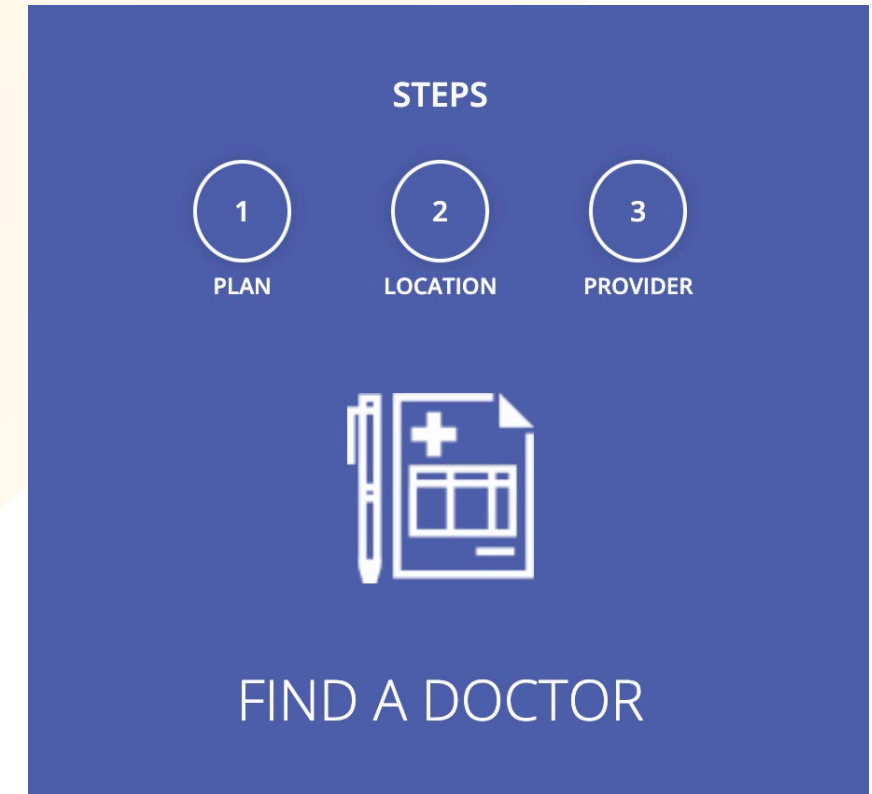 STEPS
1 2 3
PLAN LOCATION PROVIDER
FIND A DOCTOR